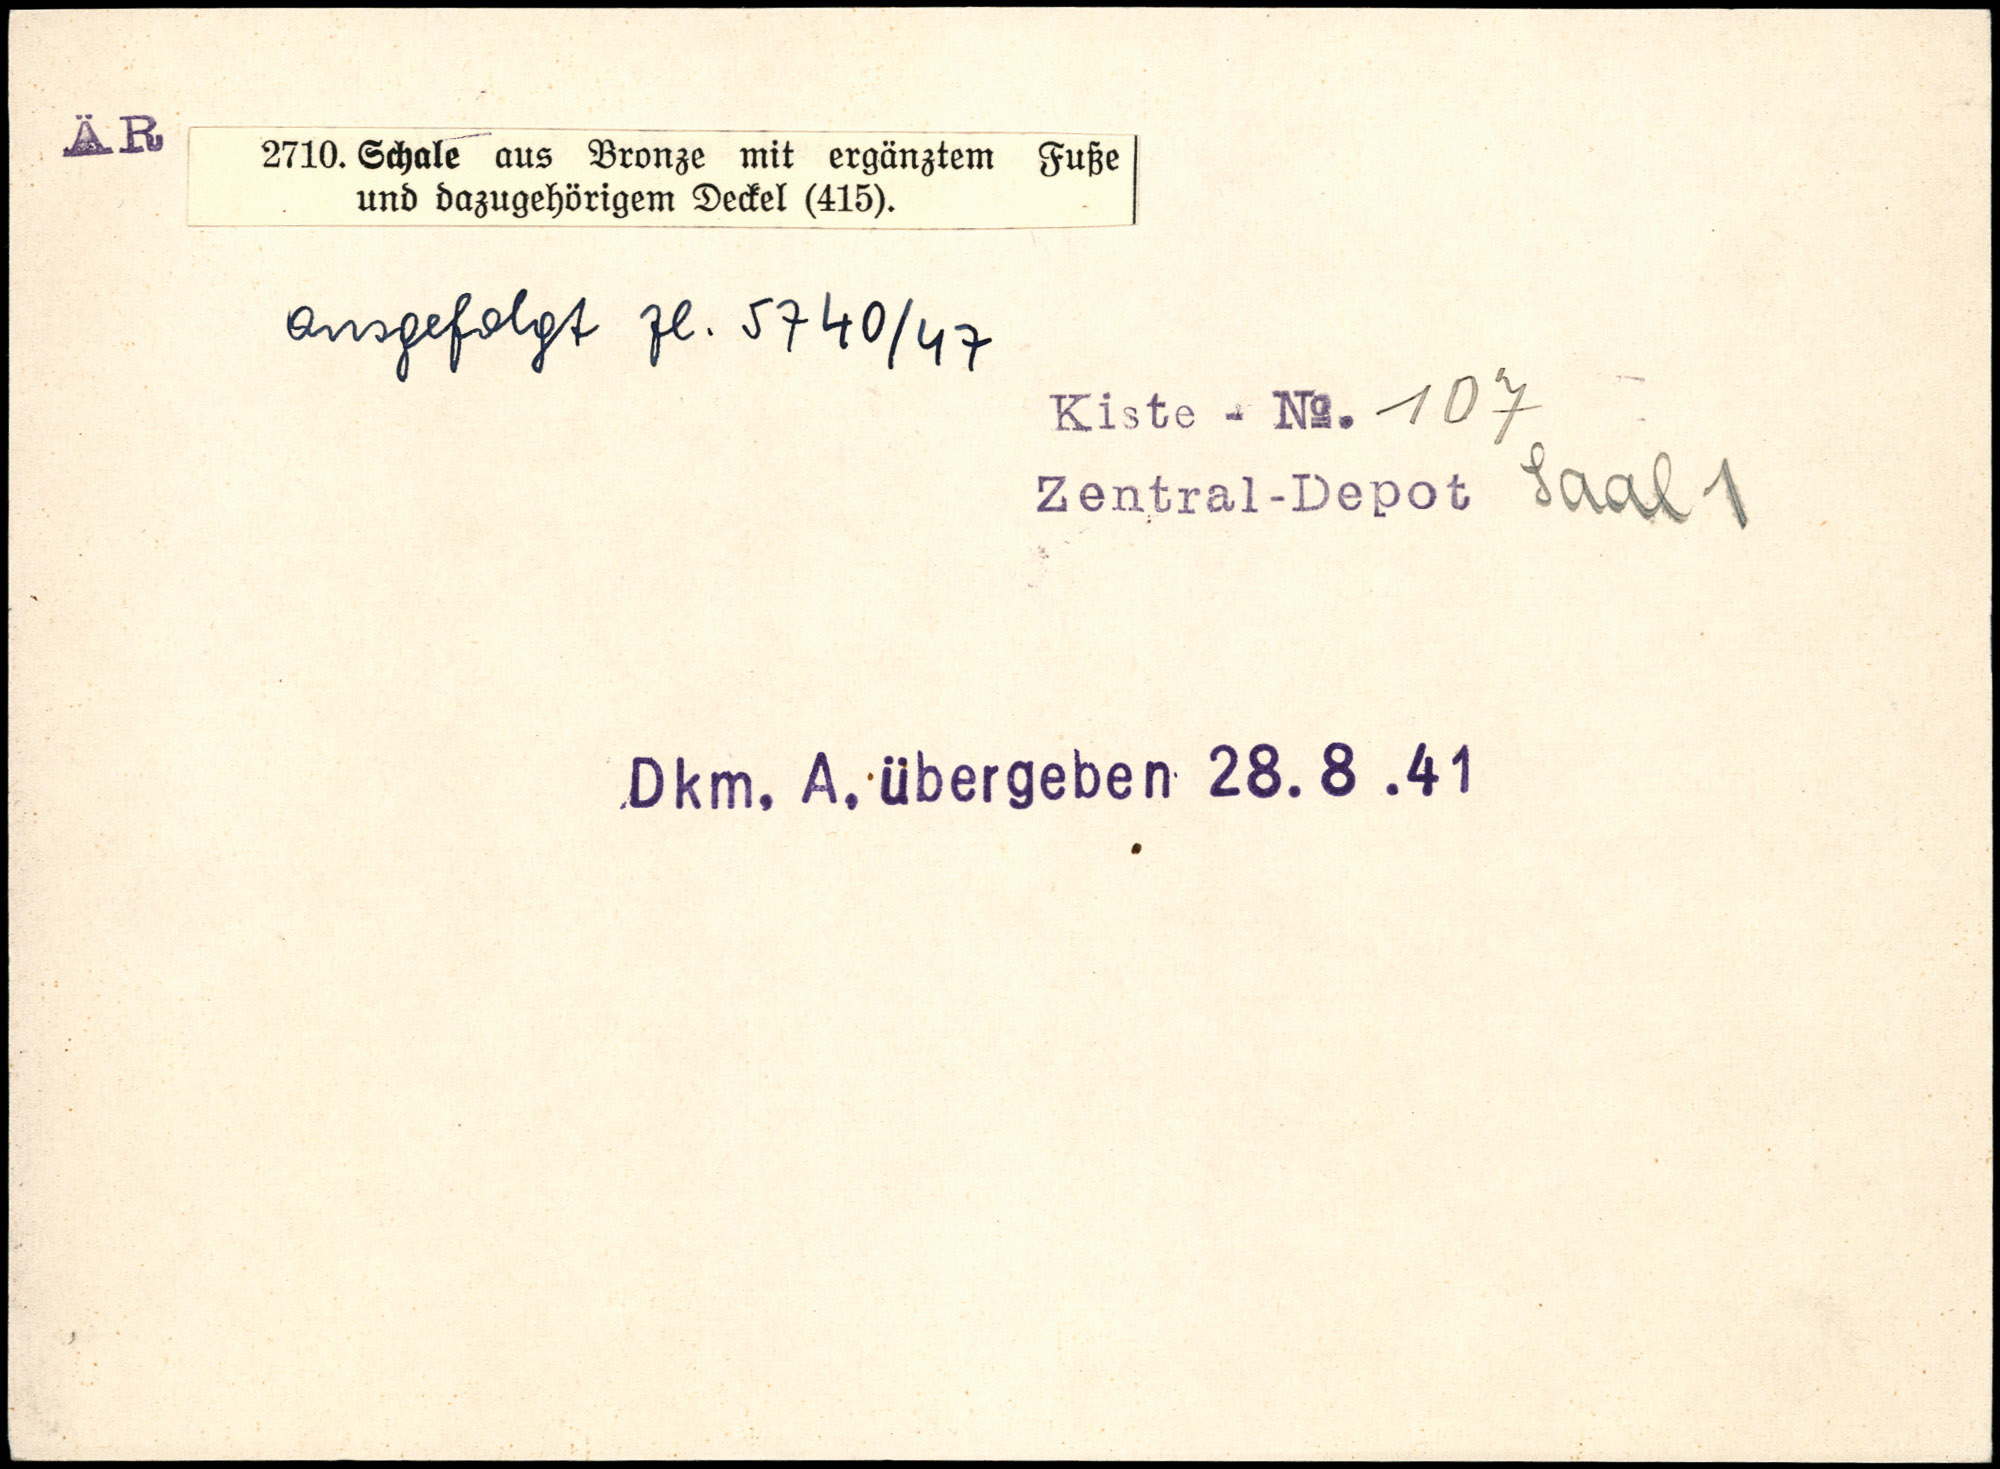 ÄR
2710. Schale aus Bronze mit ergänztem Fuße
und dazugehörigem Deckel (415).
ausgefolgt Zl. 5740/47
Kiste - No. 107
Zentral-Depot Saal 1
Dkm. A. übergeben 28. 8 .41